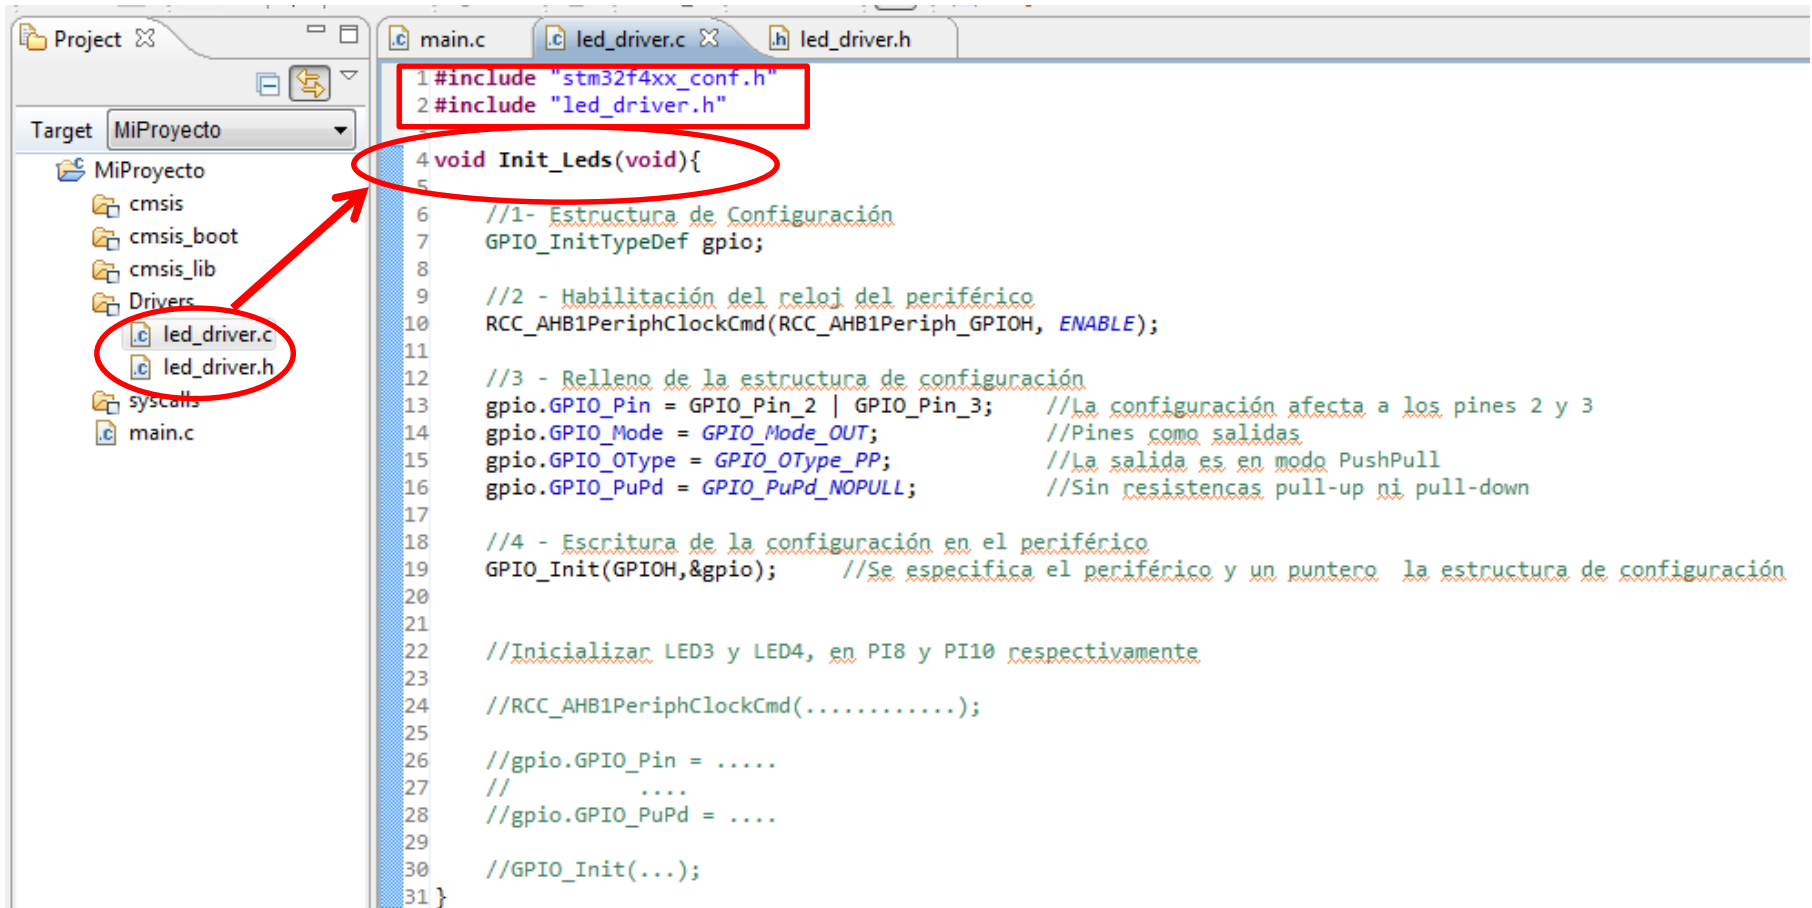 Project
Target MiProyecto
MiProyecto
cmsis
cmsis_boot
cmsis_lib
Drivers
led_driver.c
led_driver.h
syscalls
main.c
main.c led_driver.c led_driver.h
1 #include "stm32f4xx_conf.h"
2 #include "led_driver.h"
3
4 void Init_Leds(void){
5
6 //1- Estructura de Configuración
7 GPIO_InitTypeDef gpio;
8
9 //2 - Habilitación del reloj del periférico
10 RCC_AHB1PeriphClockCmd(RCC_AHB1Periph_GPIOH, ENABLE);
11
12 //3 - Relleno de la estructura de configuración
13 gpio.GPIO_Pin = GPIO_Pin_2 | GPIO_Pin_3; //La configuración afecta a los pines 2 y 3
14 gpio.GPIO_Mode = GPIO_Mode_OUT; //Pines como salidas
15 gpio.GPIO_OType = GPIO_OType_PP; //La salida es en modo PushPull
16 gpio.GPIO_PuPd = GPIO_PuPd_NOPULL; //Sin resistencas pull-up ni pull-down
17
18 //4 - Escritura de la configuración en el periférico
19 GPIO_Init(GPIOH,&gpio); //Se especifica el periférico y un puntero  la estructura de configuración
20
21
22 //Inicializar LED3 y LED4, en PI8 y PI10 respectivamente
23
24 //RCC_AHB1PeriphClockCmd(............);
25
26 //gpio.GPIO_Pin = .....
27 // ....
28 //gpio.GPIO_PuPd = ....
29
30 //GPIO_Init(...);
31 }